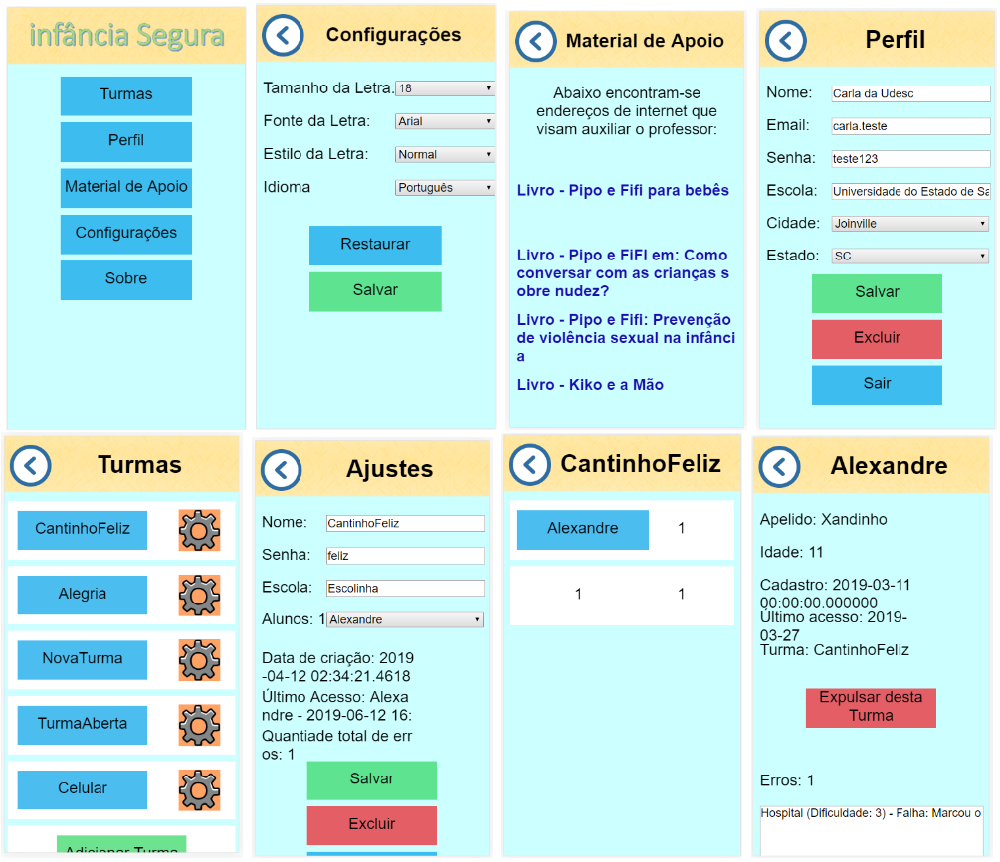 infância Segura
Turmas
Perfil
Material de Apoio
Configurações
Sobre
Configurações
Tamanho da Letra: 18
Fonte da Letra: Arial
Estilo da Letra: Normal
Idioma Português
Restaurar
Salvar
Material de Apoio
Abaixo encontram-se
endereços de internet que
visam auxiliar o professor:
Livro - Pipo e Fifi para bebês
Livro - Pipo e FiFI em: Como
conversar com as crianças s
obre nudez?
Livro - Pipo e Fifi: Prevenção
de violência sexual na infânci
a
Livro - Kiko e a Mão
Perfil
Nome: Carla da Udesc
Email: carla.teste
Senha: teste123
Escola: Universidade do Estado de Sa
Cidade: Joinville
Estado: SC
Salvar
Excluir
Sair
Turmas
CantinhoFeliz
Alegria
NovaTurma
TurmaAberta
Celular
Adicionar Turma
Ajustes
Nome: CantinhoFeliz
Senha: feliz
Escola: Escolinha
Alunos: 1 Alexandre
Data de criação: 2019
-04-12 02:34:21.4618
Último Acesso: Alexa
ndre - 2019-06-12 16:
Quantiade total de err
os: 1
Salvar
Excluir
CantinhoFeliz
Alexandre 1
1 1
Alexandre
Apelido: Xandinho
Idade: 11
Cadastro: 2019-03-11
00:00:00.000000
Último acesso: 2019-
03-27
Turma: CantinhoFeliz
Expulsar desta
Turma
Erros: 1
Hospital (Dificuldade: 3) - Falha: Marcou o